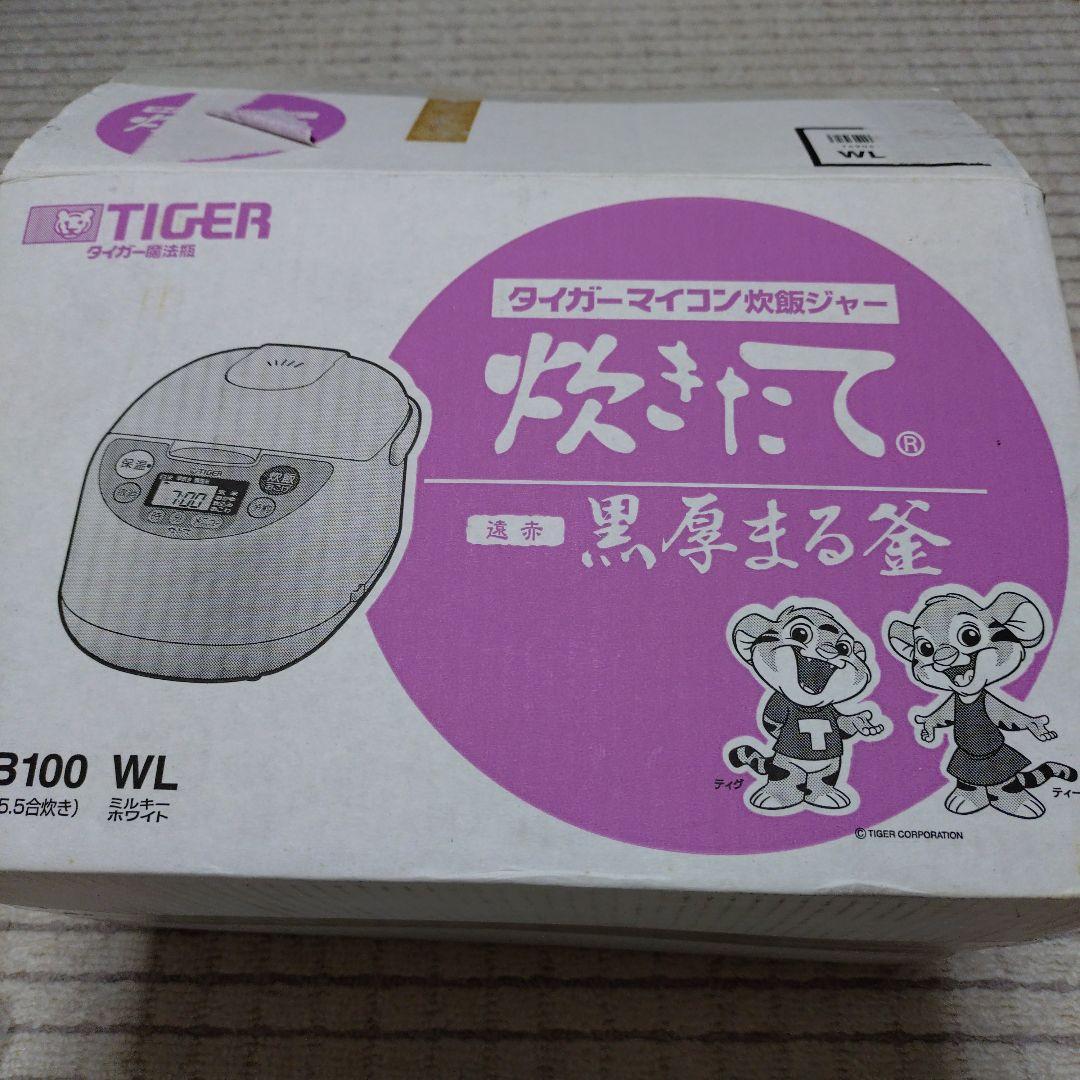 WL
TIGER
タイガー魔法瓶
タイガーマイコン炊飯ジャー
炊きたて®
遠赤 黒厚まる釜
保温
TIGER
炊飯
7:00
T
ティグ
ティー
B100 WL
5.5合炊き)
ミルキー
ホワイト
© TIGER CORPORATION